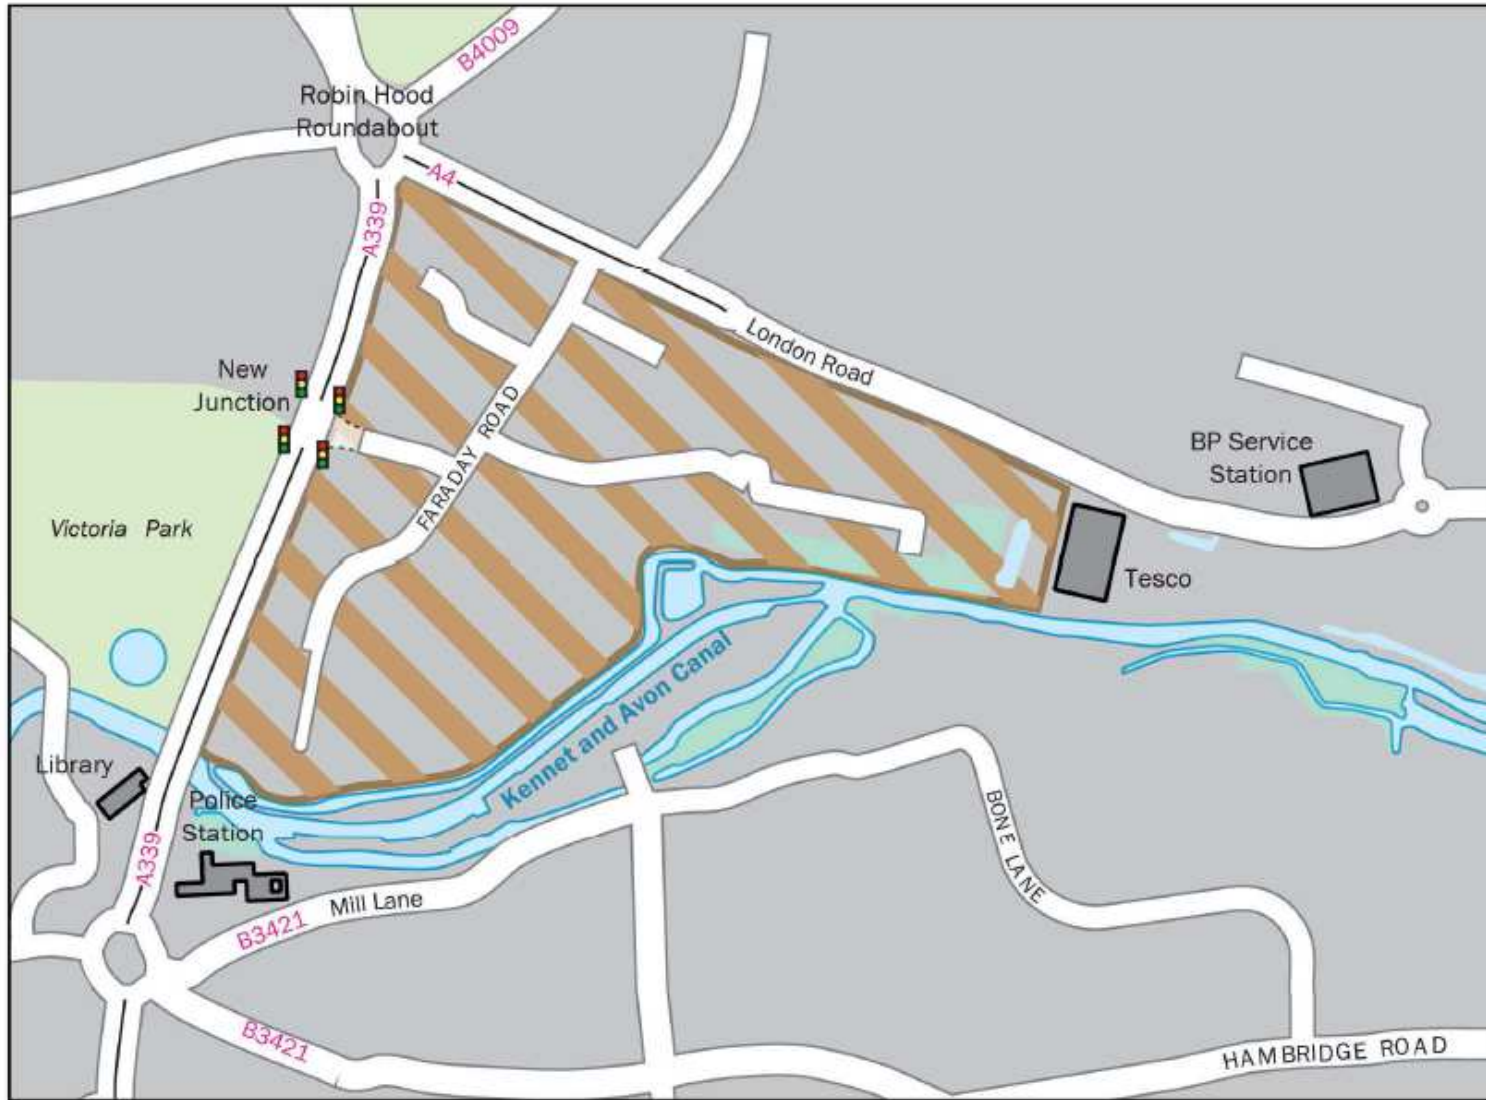 B4009
Robin Hood
Roundabout
A4
A339
London Road
New
Junction
FARADAY ROAD
BP Service
Station
Victoria Park
Tesco
Kennet and Avon Canal
Library
Police
Station
A339
BONE LANE
Mill Lane
B3421
B3421
HAMBRIDGE ROAD